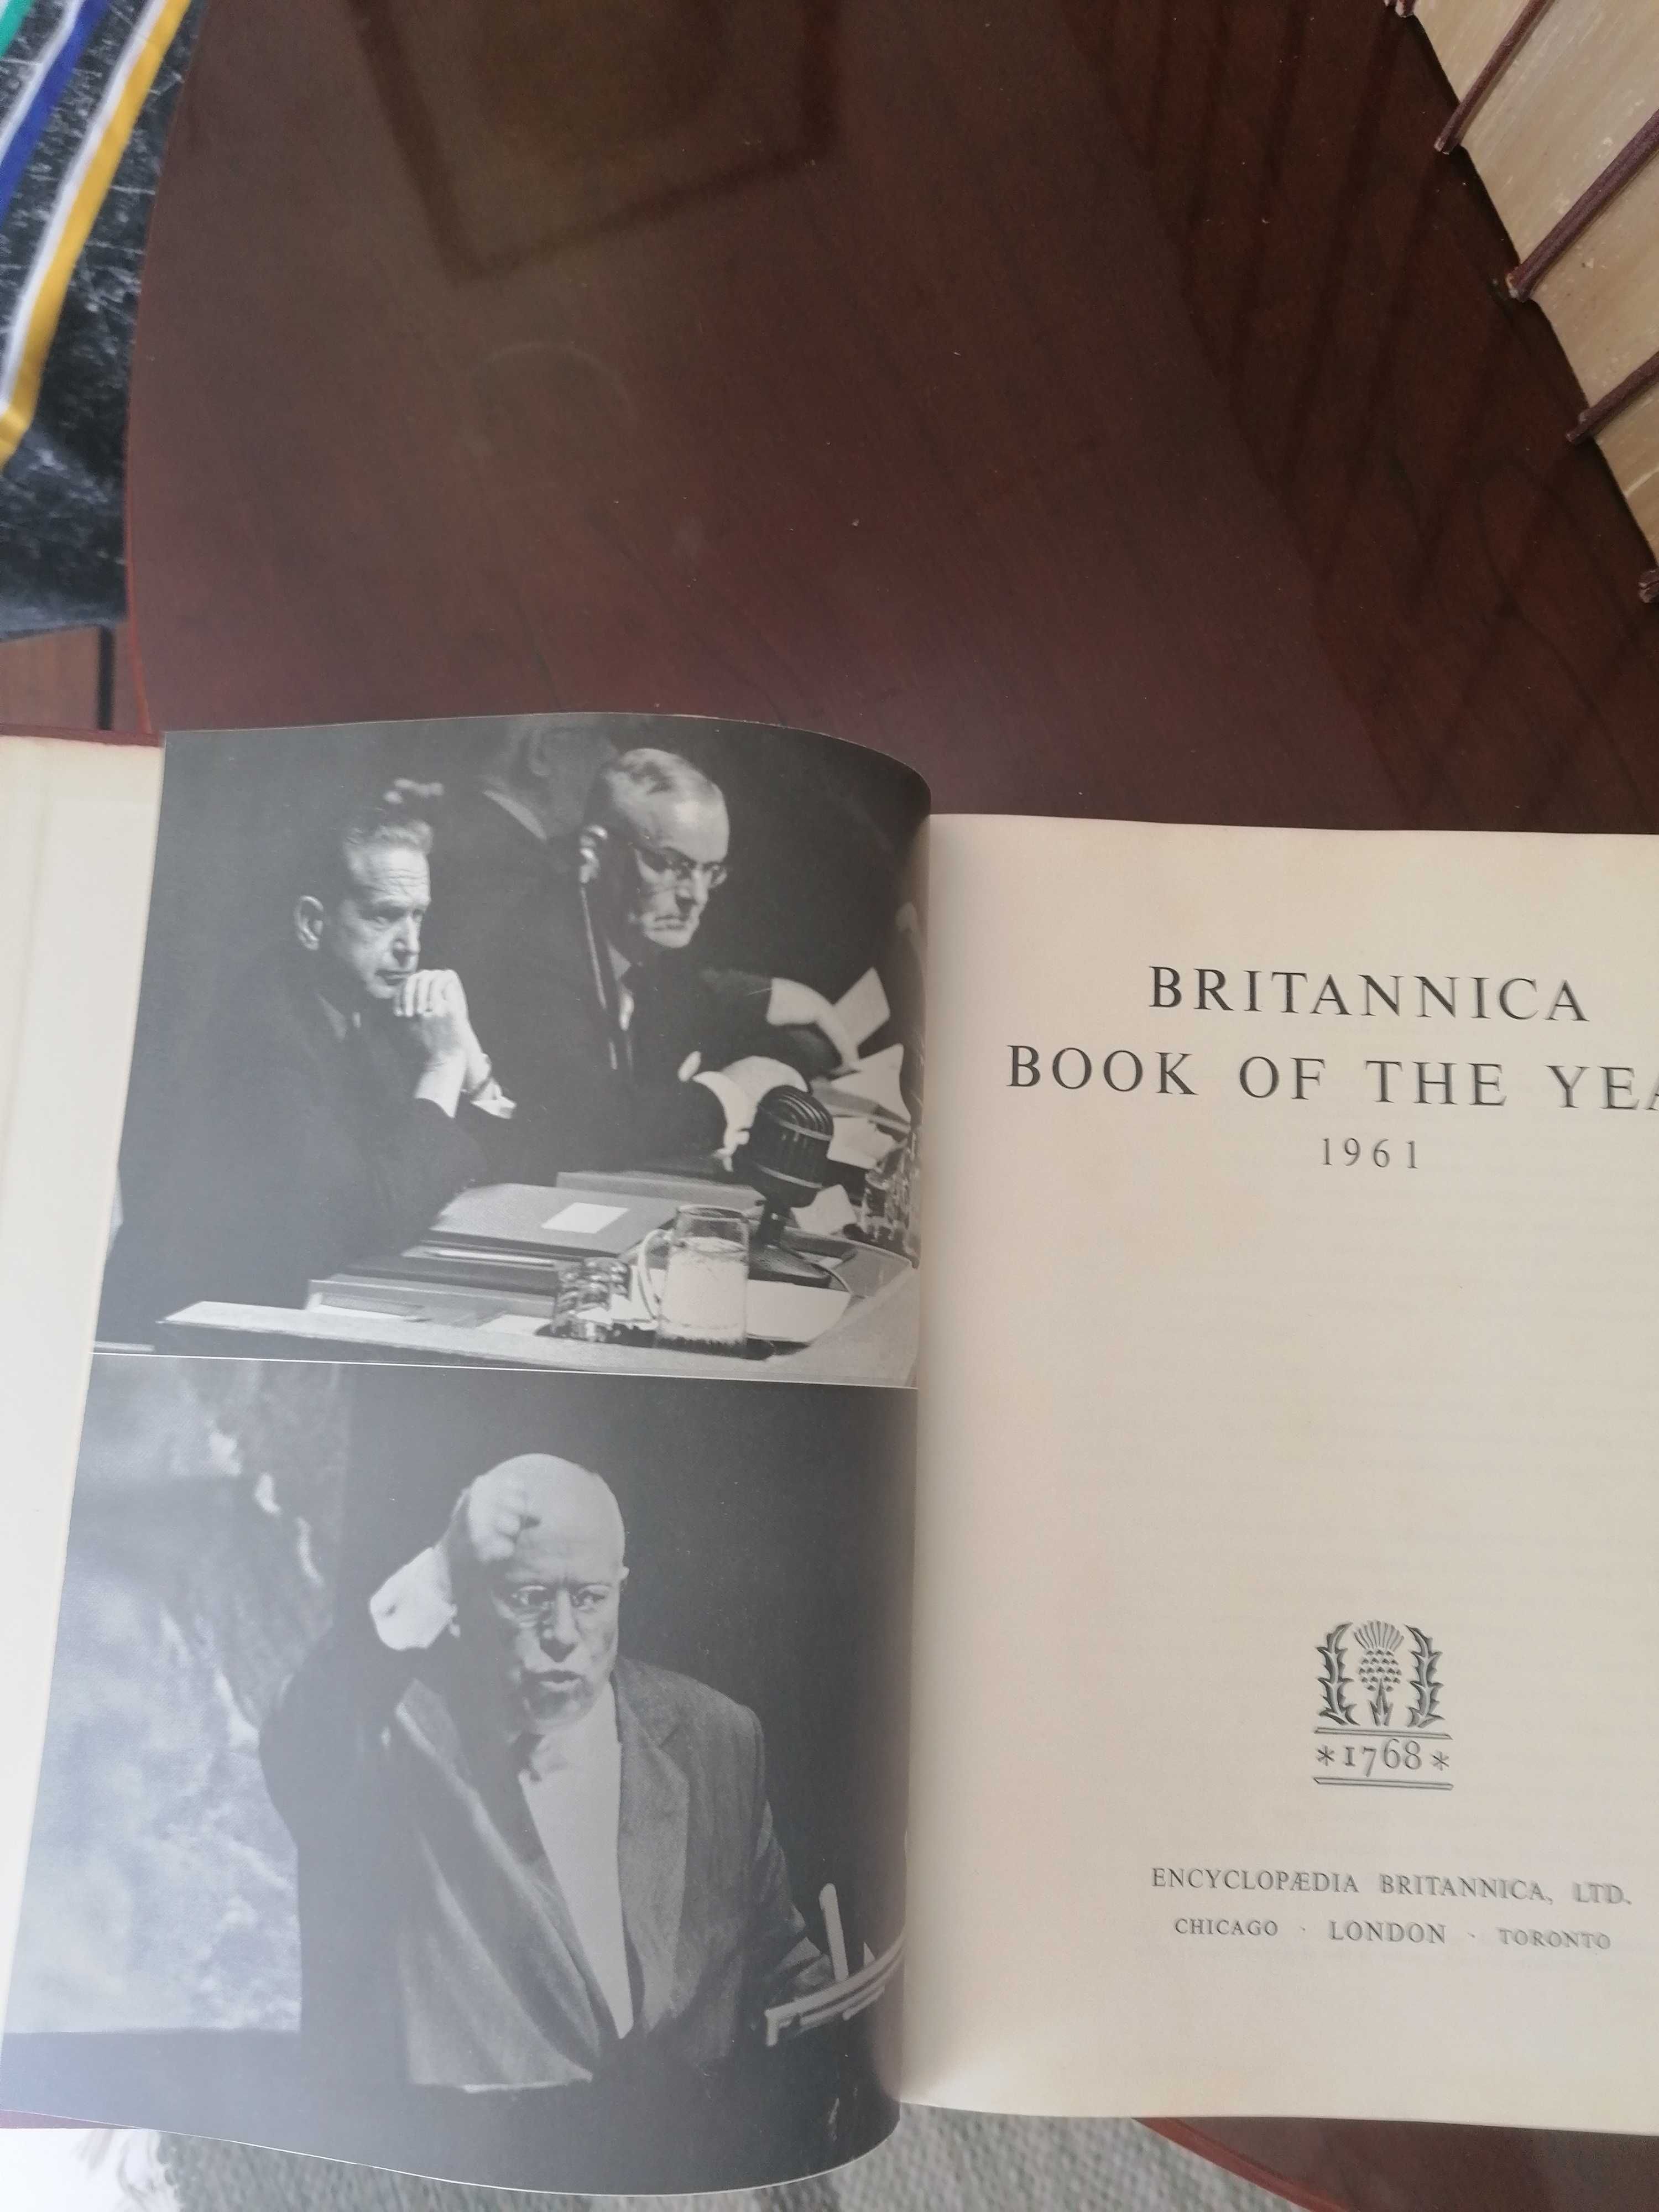 BRITANNICA
BOOK OF THE YEA
1961
*1768*
ENCYCLOPÆDIA BRITANNICA, LTD.
CHICAGO · LONDON · TORONTO